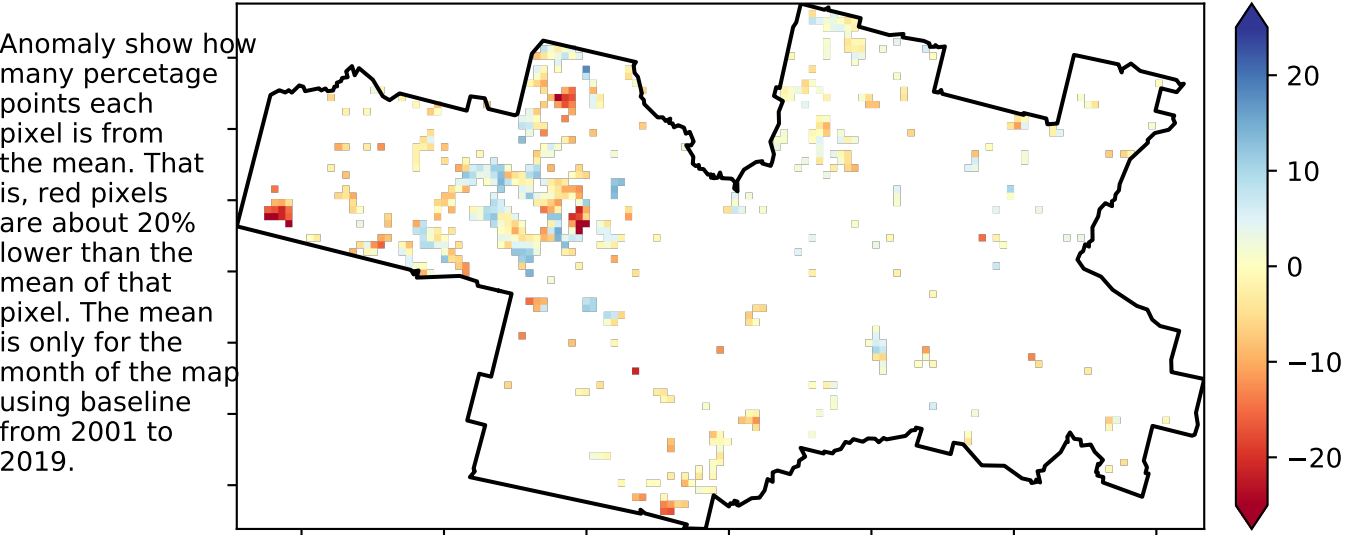 Anomaly show how
many percetage
points each
pixel is from
the mean. That
is, red pixels
are about 20%
lower than the
mean of that
pixel. The mean
is only for the
month of the map
using baseline
from 2001 to
2019.
20
10
0
−10
−20